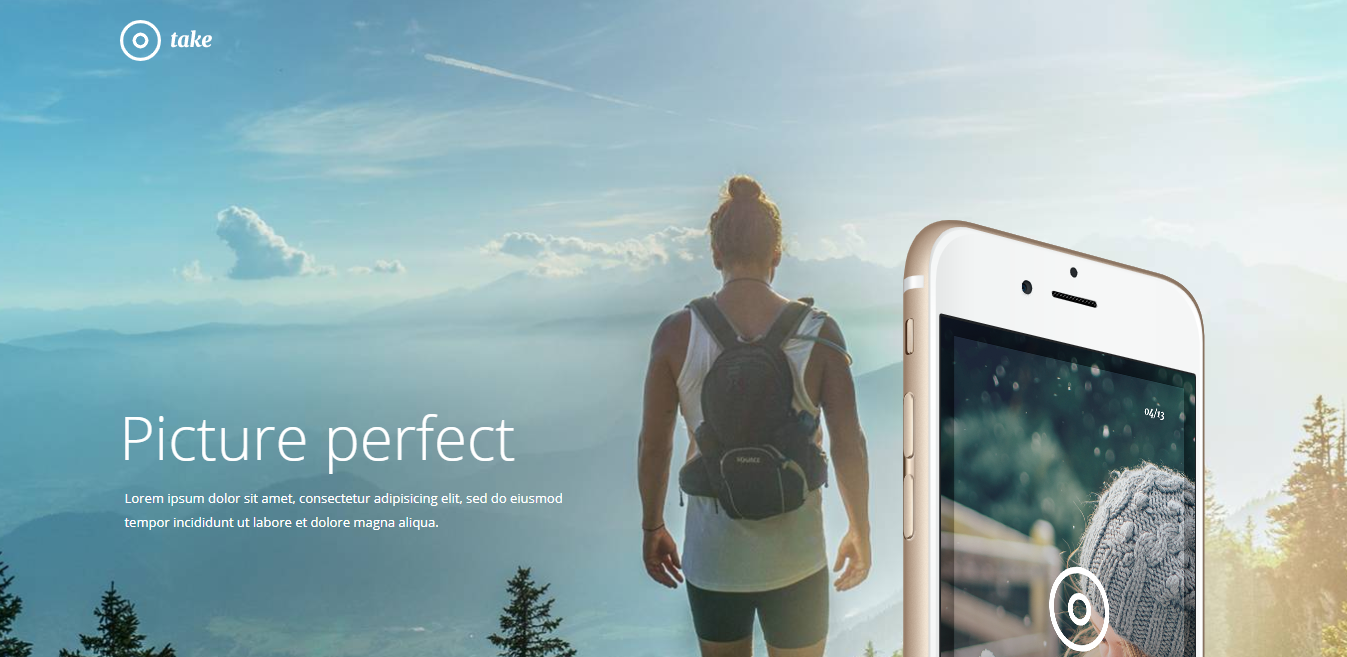 take
04/13
Picture perfect
Lorem ipsum dolor sit amet, consectetur adipisicing elit, sed do eiusmod
tempor incididunt ut labore et dolore magna aliqua.
SOURCE